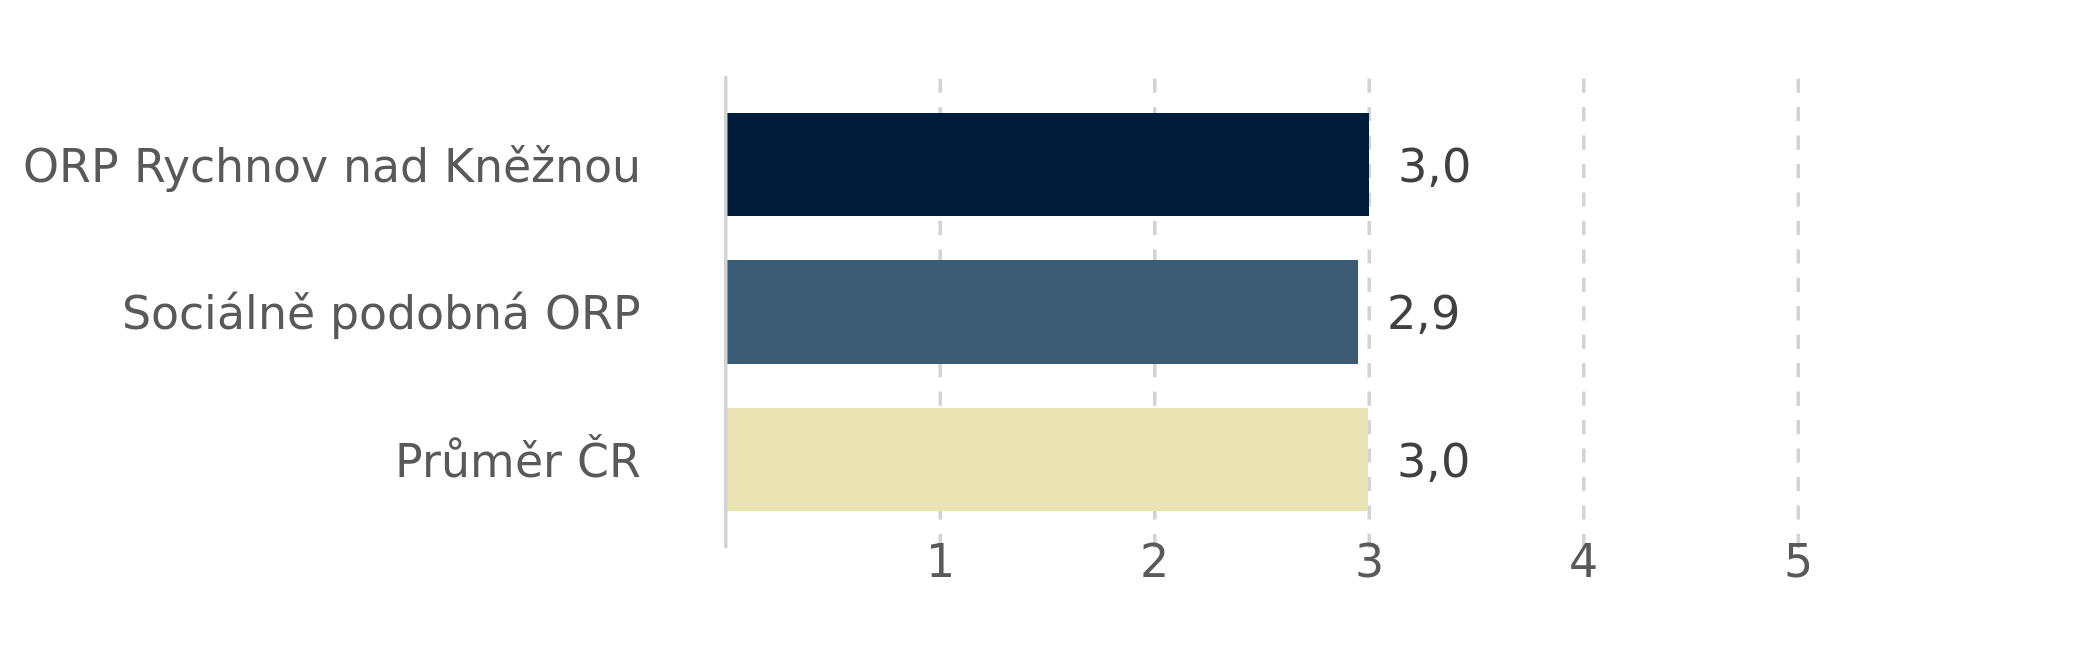 ORP Rychnov nad Kněžnou 3,0
Sociálně podobná ORP 2,9
Průměr ČR 3,0
1 2 3 4 5